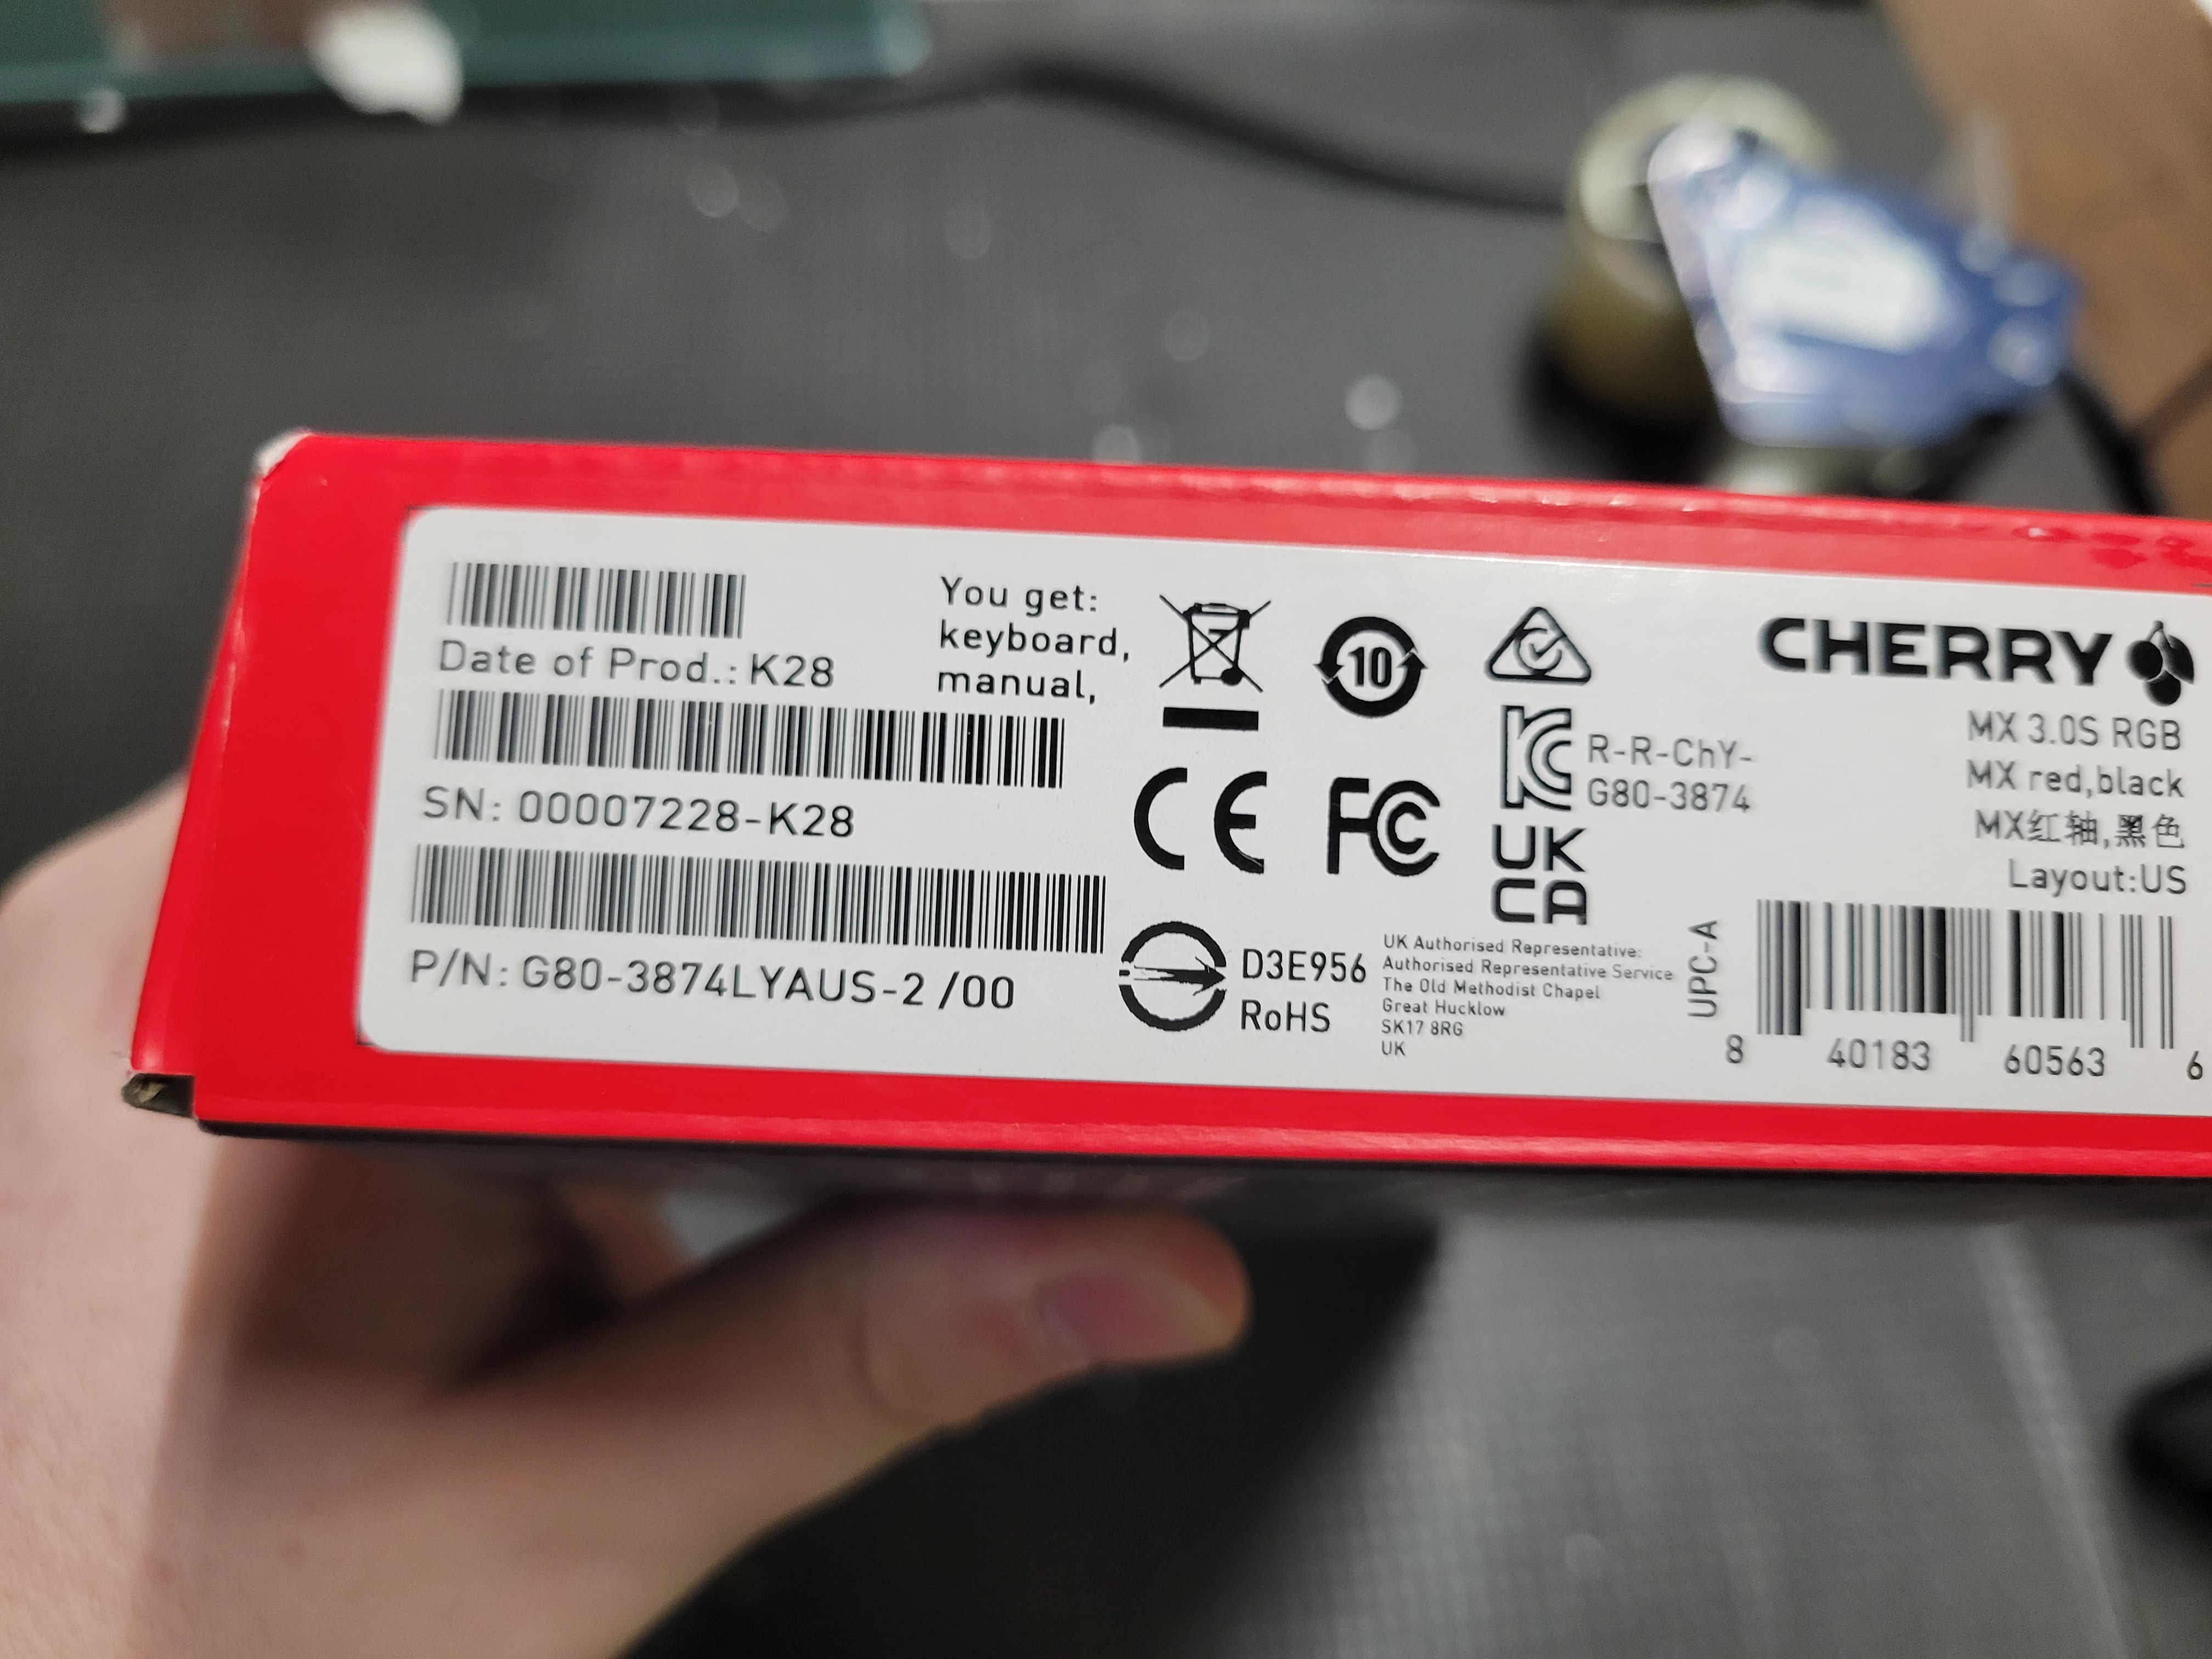 Date of Prod.: K28
SN: 00007228-K28
P/N: G80-3874LYAUS-2 /00
You get:
keyboard,
manual,
10
CE
FC
R-R-ChY-
G80-3874
UK
CA
D3E956
RoHS
UK Authorised Representative:
Authorised Representative Service
The Old Methodist Chapel
Great Hucklow
SK17 8RG
UK
CHERRY
MX 3.0S RGB
MX red,black
MX红轴,黑色
Layout:US
UPC-A
8 40183 60563 6